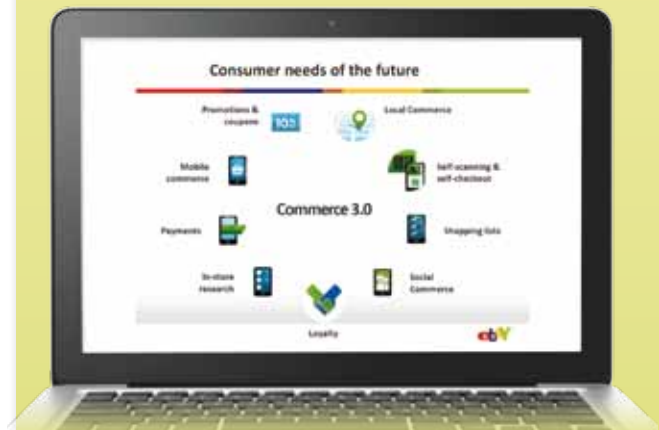 Consumer needs of the future
Promotions &
coupons
10%
Local Commerce
Mobile
commerce
Self-scanning &
self-checkout
Commerce 3.0
Payments
Shopping lists
In-store
research
Social
Commerce
Loyalty
ebY